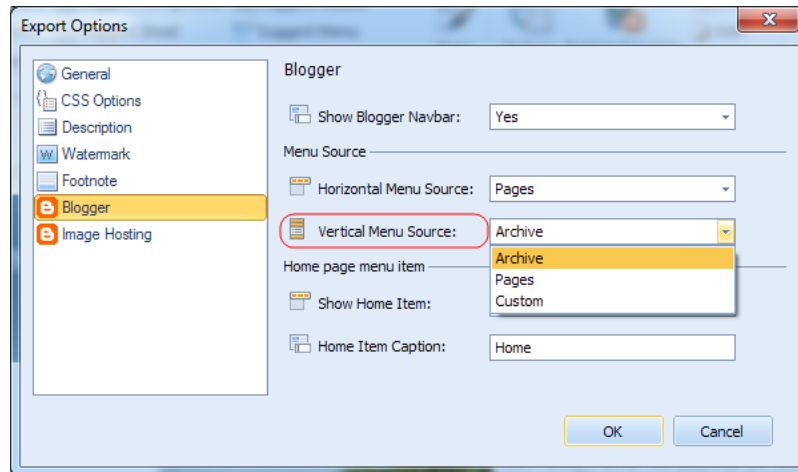 Export Options
General
CSS Options
Description
Watermark
Footnote
Blogger
Image Hosting
Blogger
Show Blogger Navbar: Yes
Menu Source
Horizontal Menu Source: Pages
Vertical Menu Source: Archive
Archive
Pages
Custom
Home page menu item
Show Home Item:
Home Item Caption: Home
OK Cancel